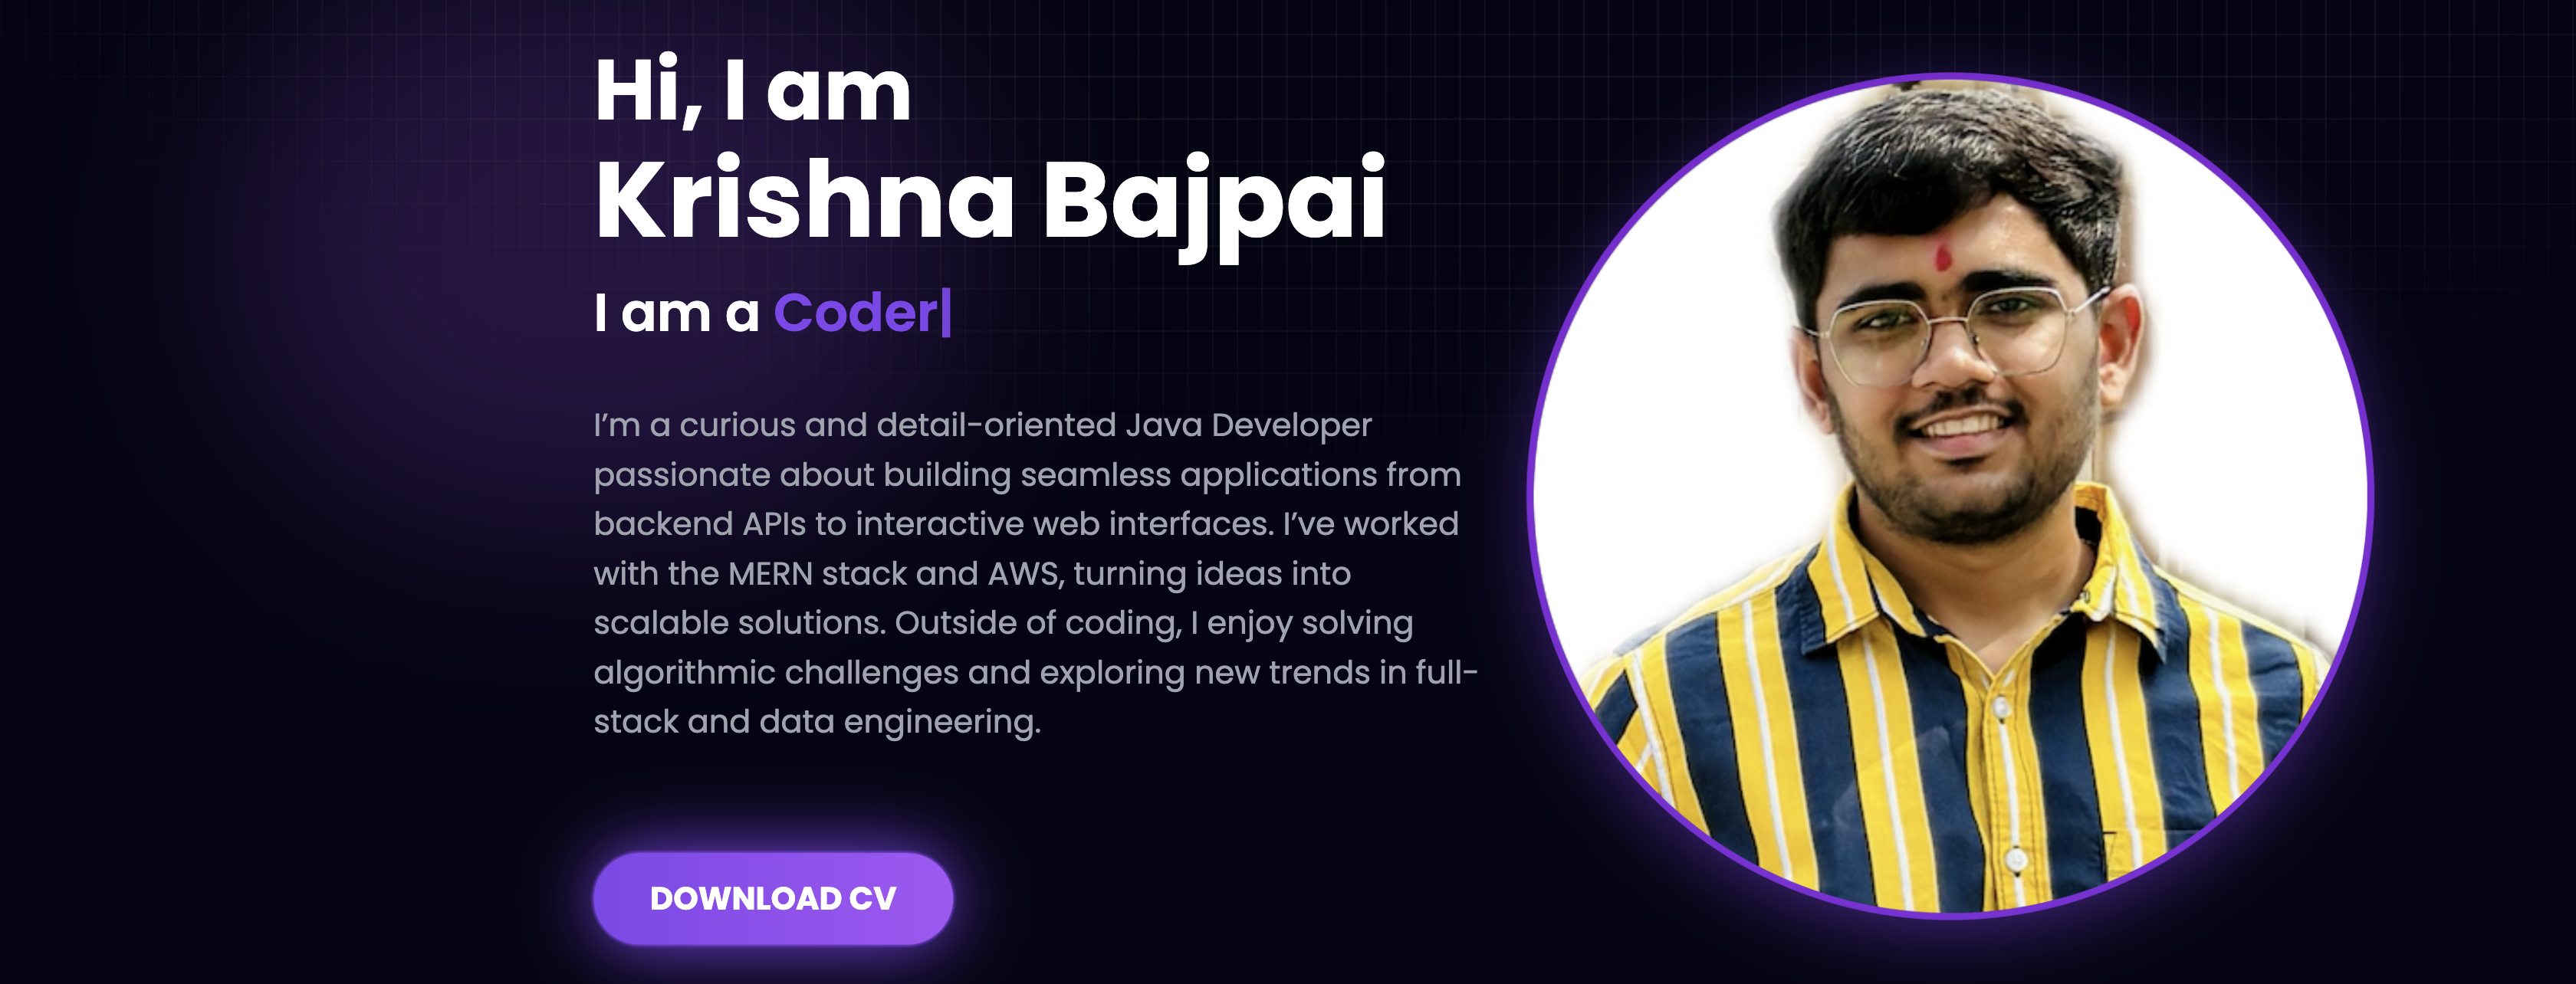 Hi, I am
Krishna Bajpai
I am a Coder|
I’m a curious and detail-oriented Java Developer
passionate about building seamless applications from
backend APIs to interactive web interfaces. I’ve worked
with the MERN stack and AWS, turning ideas into
scalable solutions. Outside of coding, I enjoy solving
algorithmic challenges and exploring new trends in full-
stack and data engineering.
DOWNLOAD CV